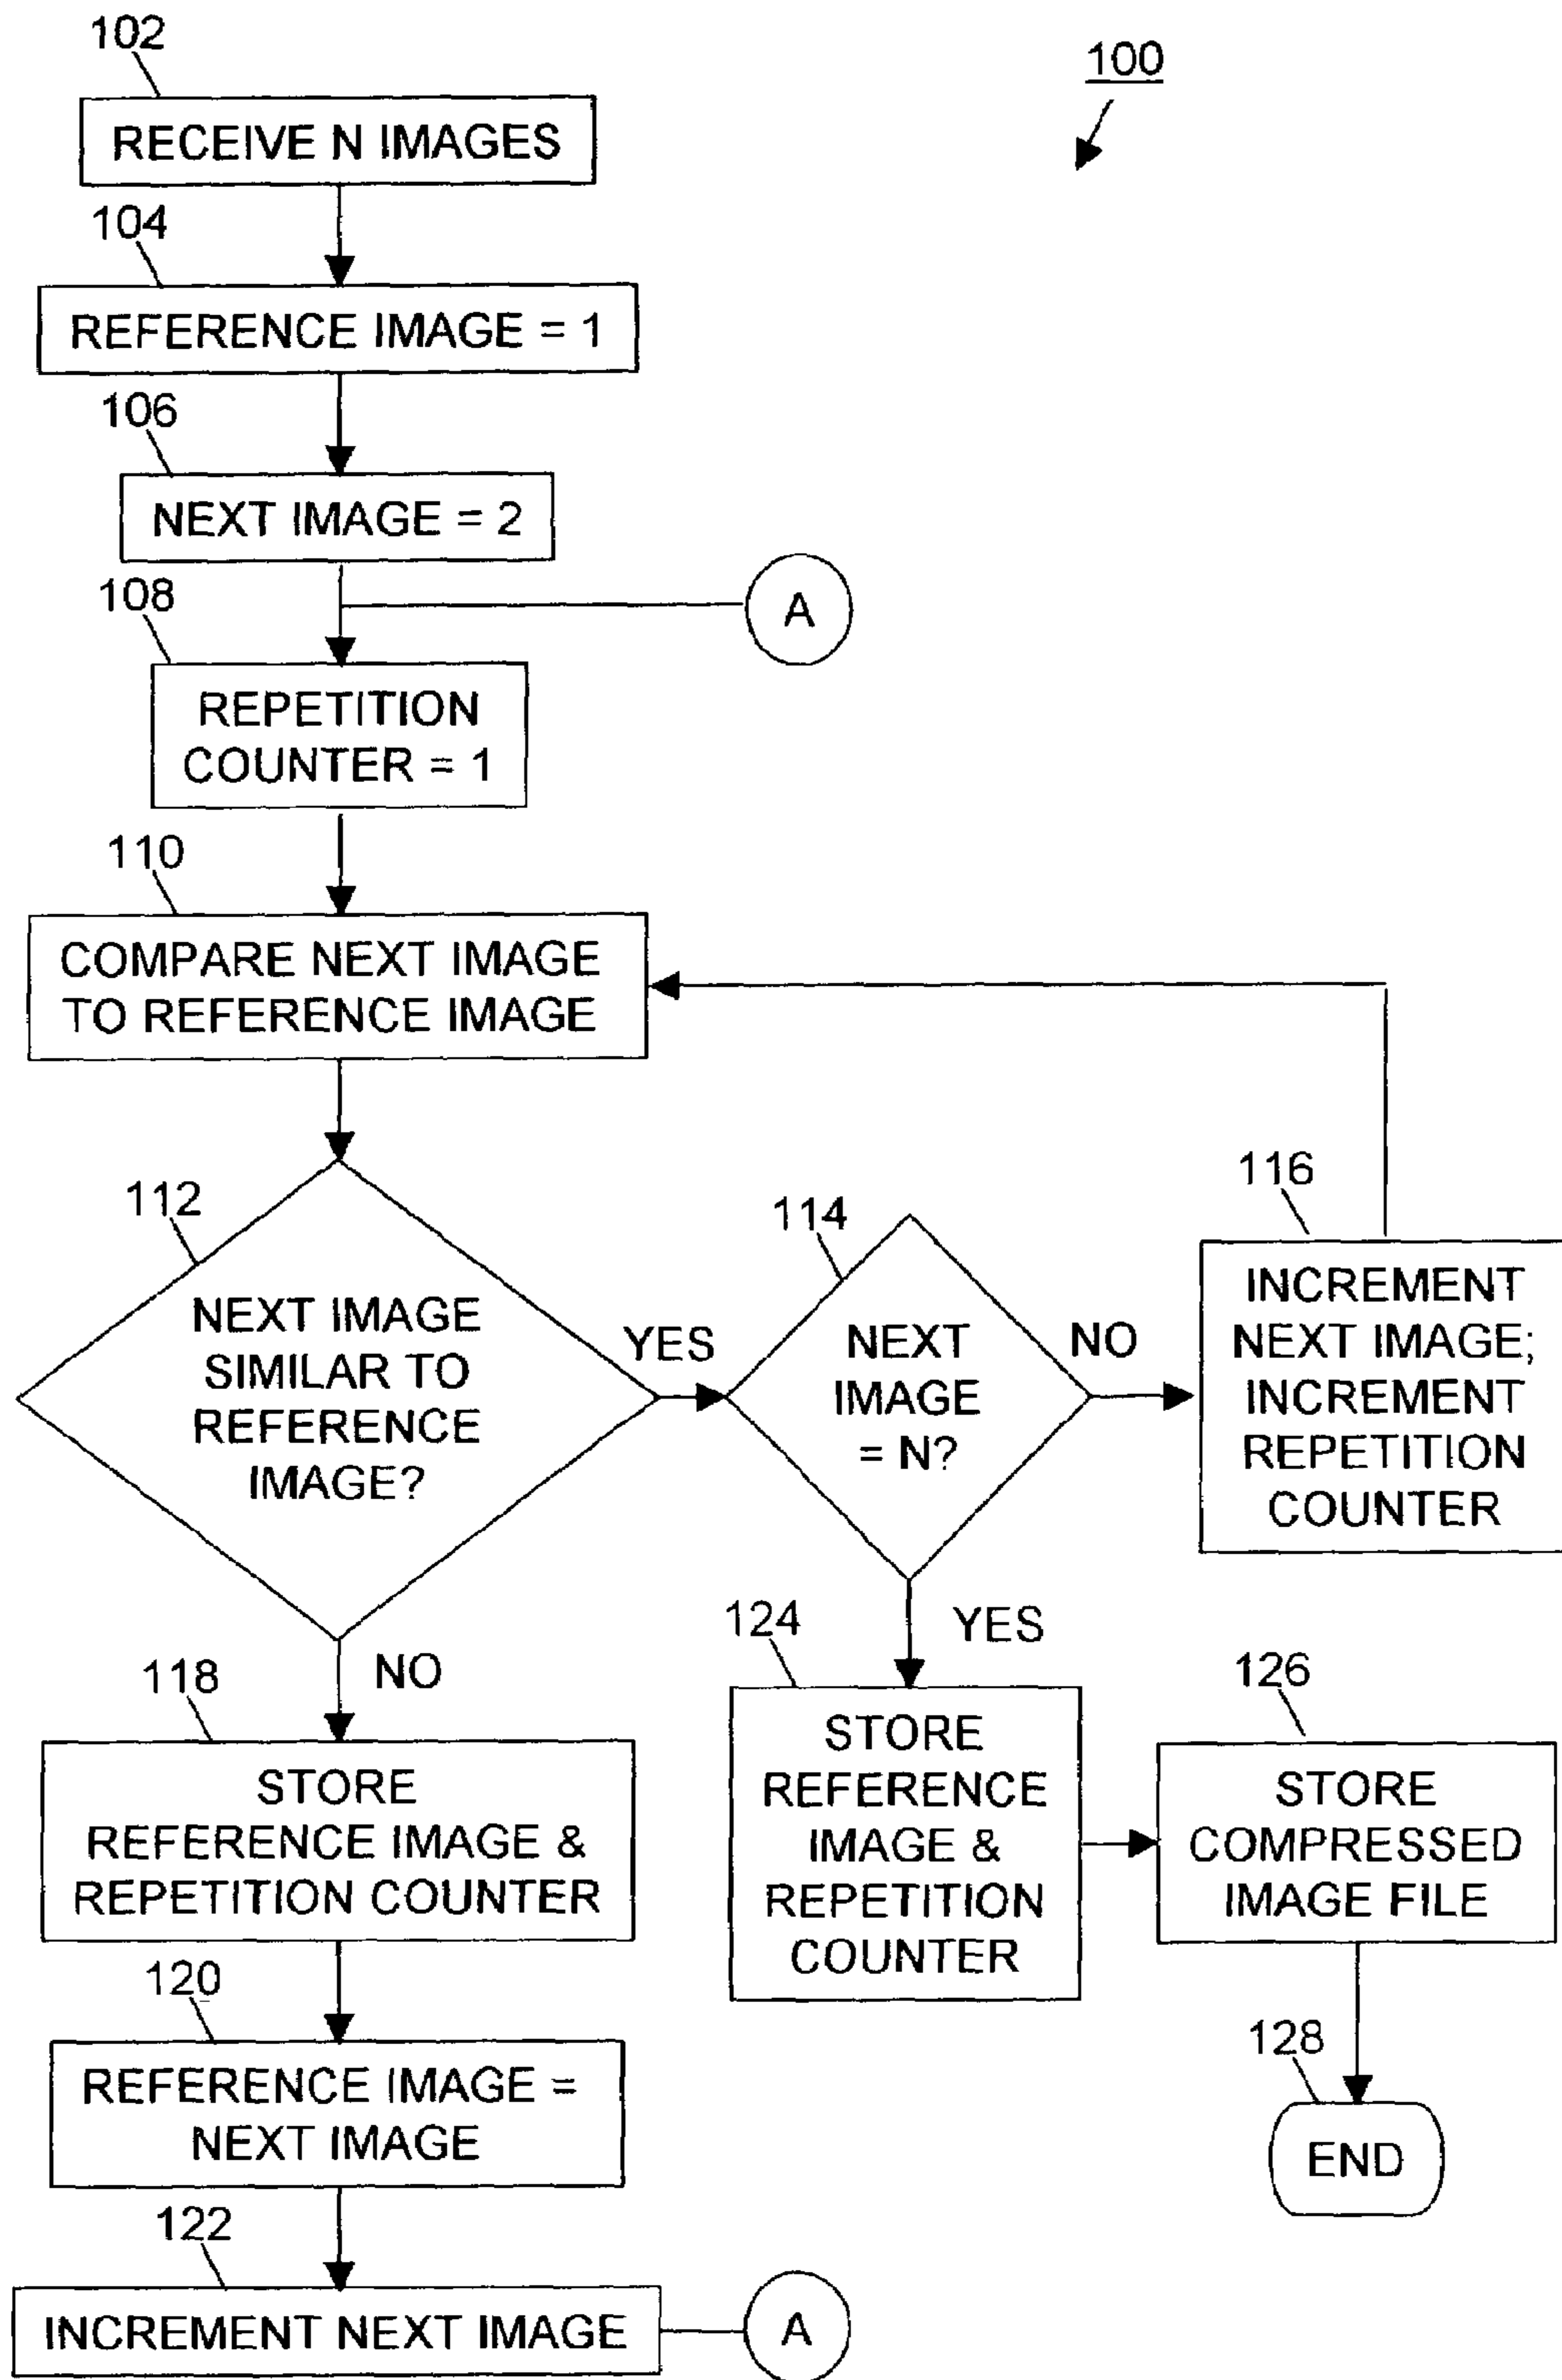 102
100
RECEIVE N IMAGES
104
REFERENCE IMAGE = 1
106
NEXT IMAGE = 2
108
A
REPETITION
COUNTER = 1
110
COMPARE NEXT IMAGE
TO REFERENCE IMAGE
112
NEXT IMAGE
SIMILAR TO
REFERENCE
IMAGE?
YES
114
NEXT
IMAGE
= N?
NO
116
INCREMENT
NEXT IMAGE;
INCREMENT
REPETITION
COUNTER
NO
118
STORE
REFERENCE IMAGE &
REPETITION COUNTER
YES
124
STORE
REFERENCE
IMAGE &
REPETITION
COUNTER
126
STORE
COMPRESSED
IMAGE FILE
120
REFERENCE IMAGE =
NEXT IMAGE
128
END
122
INCREMENT NEXT IMAGE
A